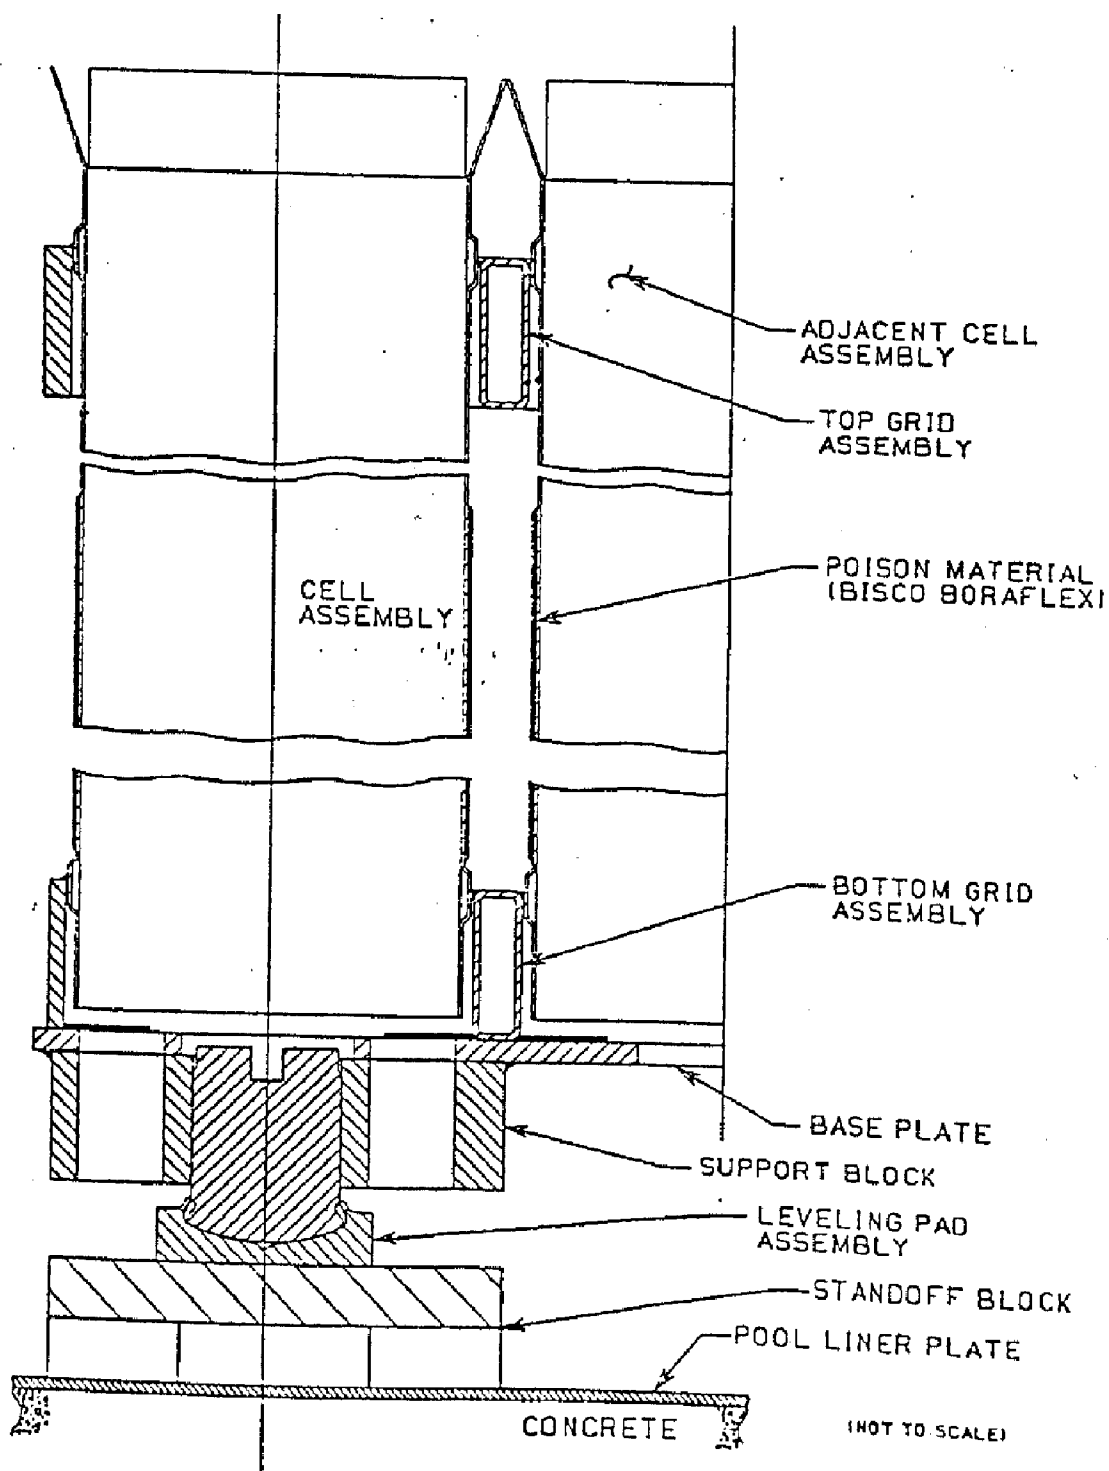 ADJACENT CELL
ASSEMBLY
TOP GRID
ASSEMBLY
POISON MATERIAL
(BISCO BORAFLEX)
CELL
ASSEMBLY
BOTTOM GRID
ASSEMBLY
BASE PLATE
SUPPORT BLOCK
LEVELING PAD
ASSEMBLY
STANDOFF BLOCK
POOL LINER PLATE
CONCRETE
(NOT TO SCALE)